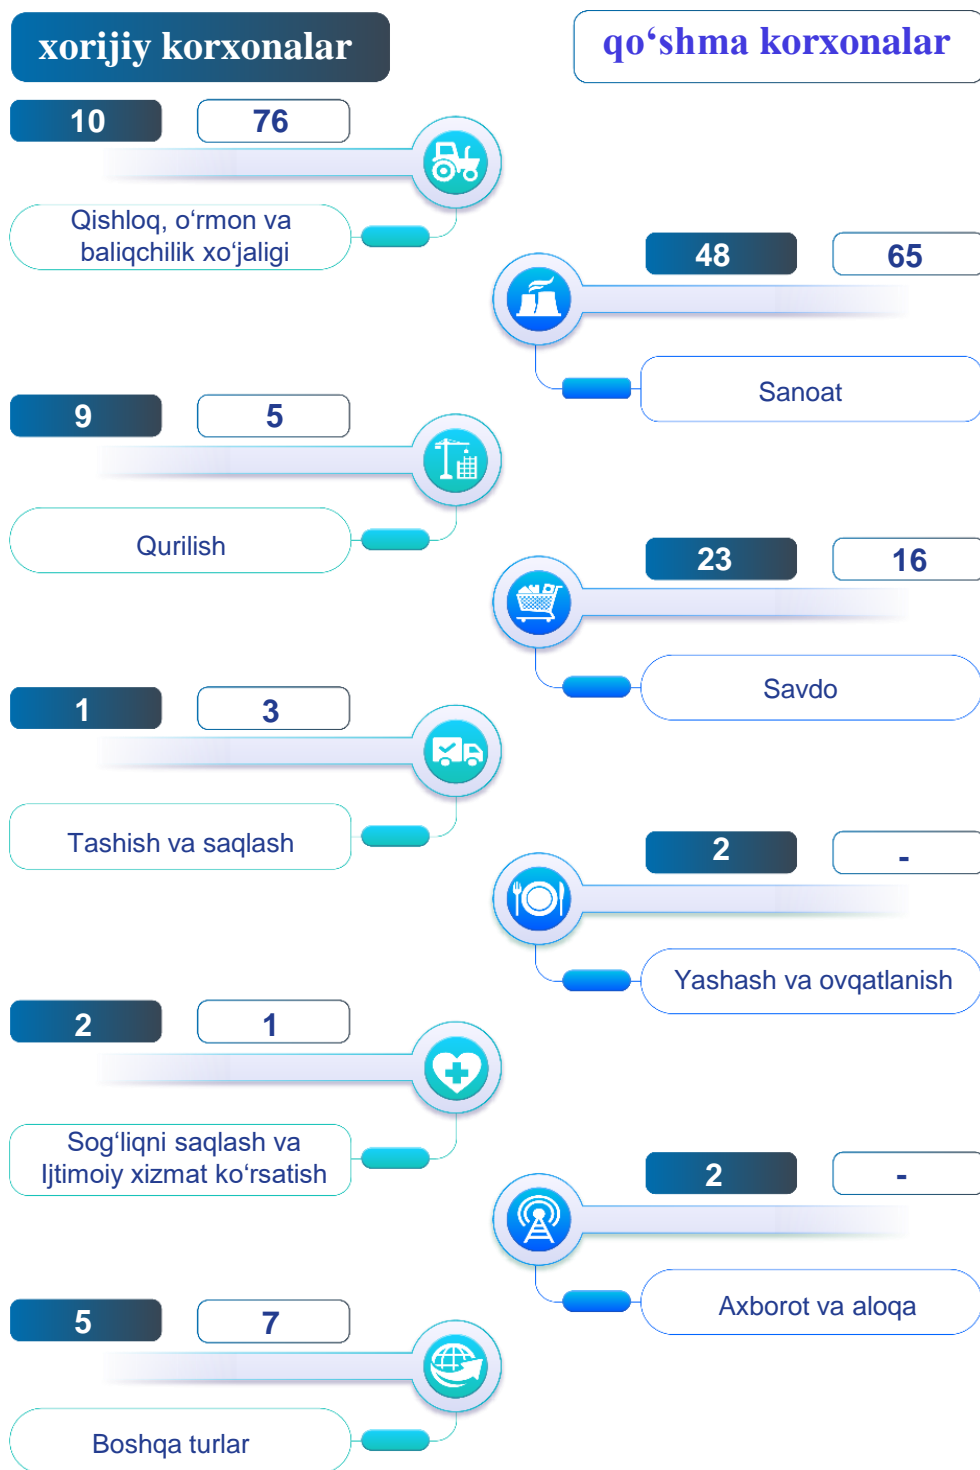 xorijiy korxonalar
qo‘shma korxonalar
10
76
Qishloq, o‘rmon va
baliqchilik xo‘jaligi
48
65
Sanoat
9
5
Qurilish
23
16
Savdo
1
3
Tashish va saqlash
2
-
Yashash va ovqatlanish
2
1
Sog‘liqni saqlash va
Ijtimoiy xizmat ko‘rsatish
2
-
Axborot va aloqa
5
7
Boshqa turlar